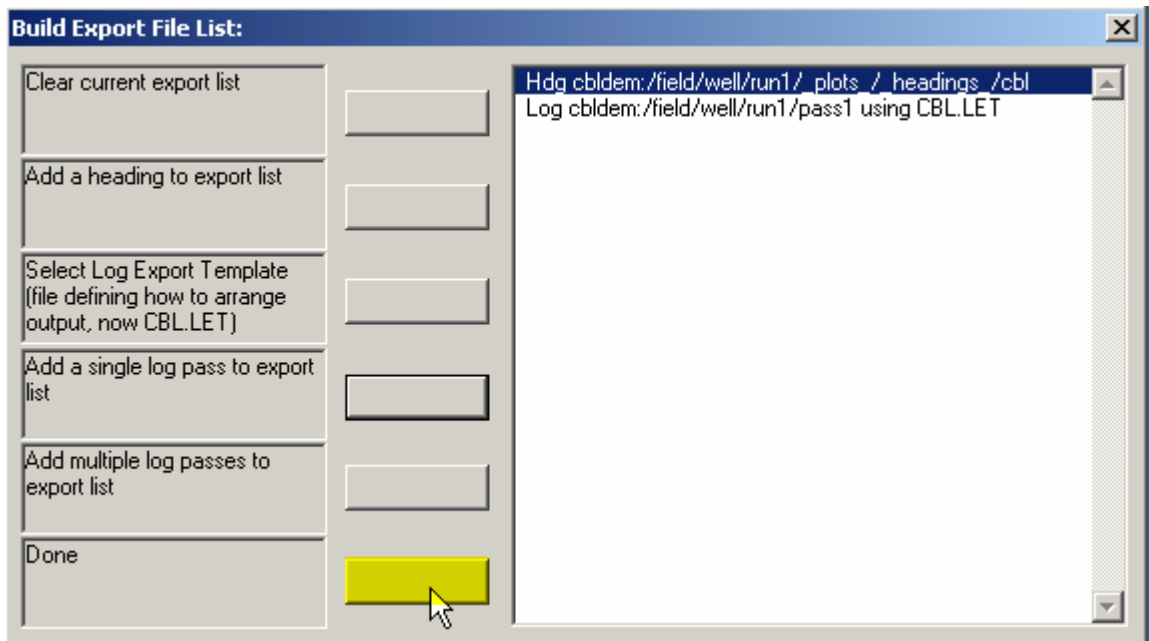 Build Export File List:
Clear current export list
Add a heading to export list
Select Log Export Template
(file defining how to arrange
output, now CBL.LET)
Add a single log pass to export
list
Add multiple log passes to
export list
Done
Hdg cbldem:/field/well/run1/_plots_/_headings_/cbl
Log cbldem:/field/well/run1/pass1 using CBL.LET